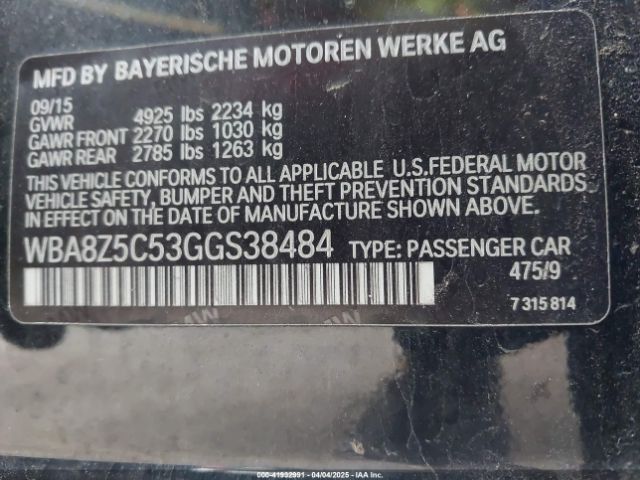 MFD BY BAYERISCHE MOTOREN WERKE AG
09/15
GVWR 4925 lbs 2234 kg
GAWR FRONT 2270 lbs 1030 kg
GAWR REAR 2785 lbs 1263 kg
THIS VEHICLE CONFORMS TO ALL APPLICABLE U.S.FEDERAL MOTOR
VEHICLE SAFETY, BUMPER AND THEFT PREVENTION STANDARDS
IN EFFECT ON THE DATE OF MANUFACTURE SHOWN ABOVE.
WBA8Z5C53GGS38484 TYPE: PASSENGER CAR
475/9
7 315 814
000-41932991 - 04/04/2025 - IAA Inc.